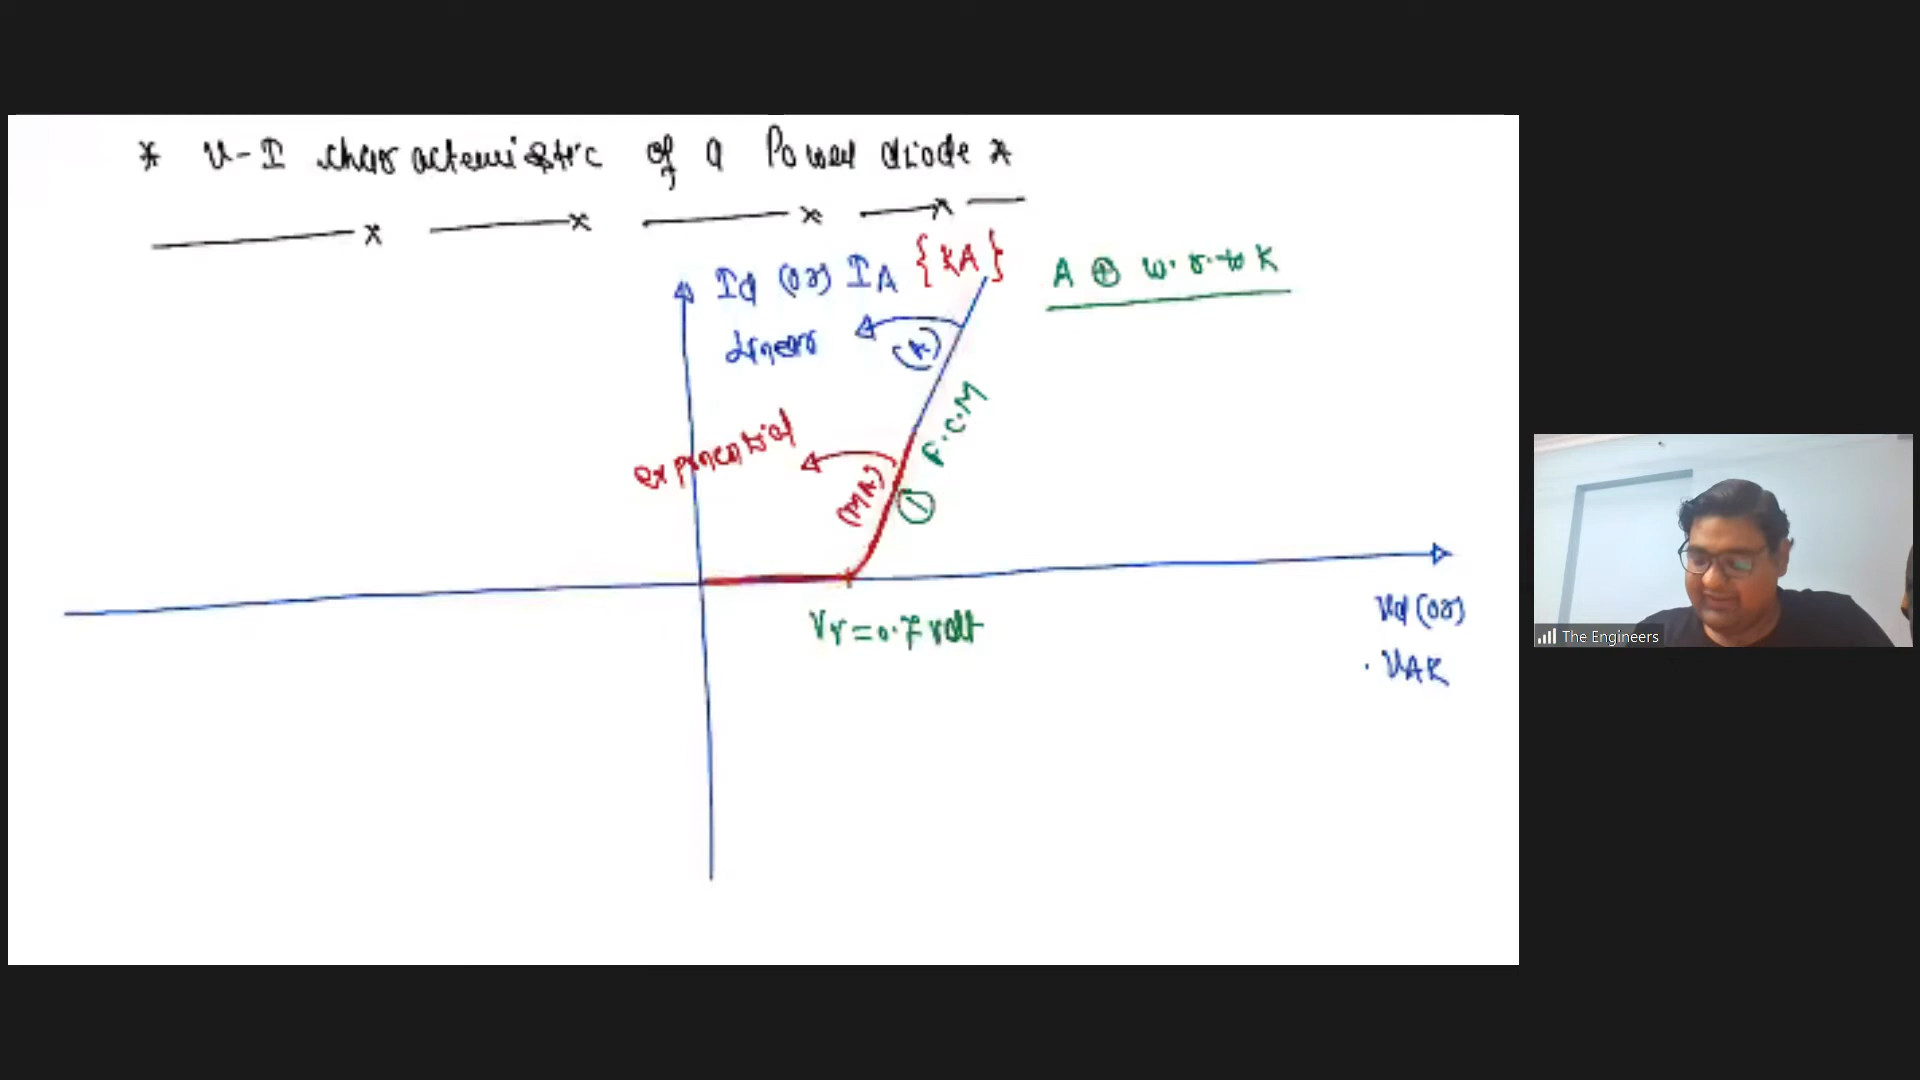 * V-I characteristic of a Power diode *
Id (or) IA {KA}
A ⊕ w.r.to K
Linear
(A)
F.C.M
exponential
(MA)
①
Vr = 0.7 volt
Vd (or)
VAK
The Engineers